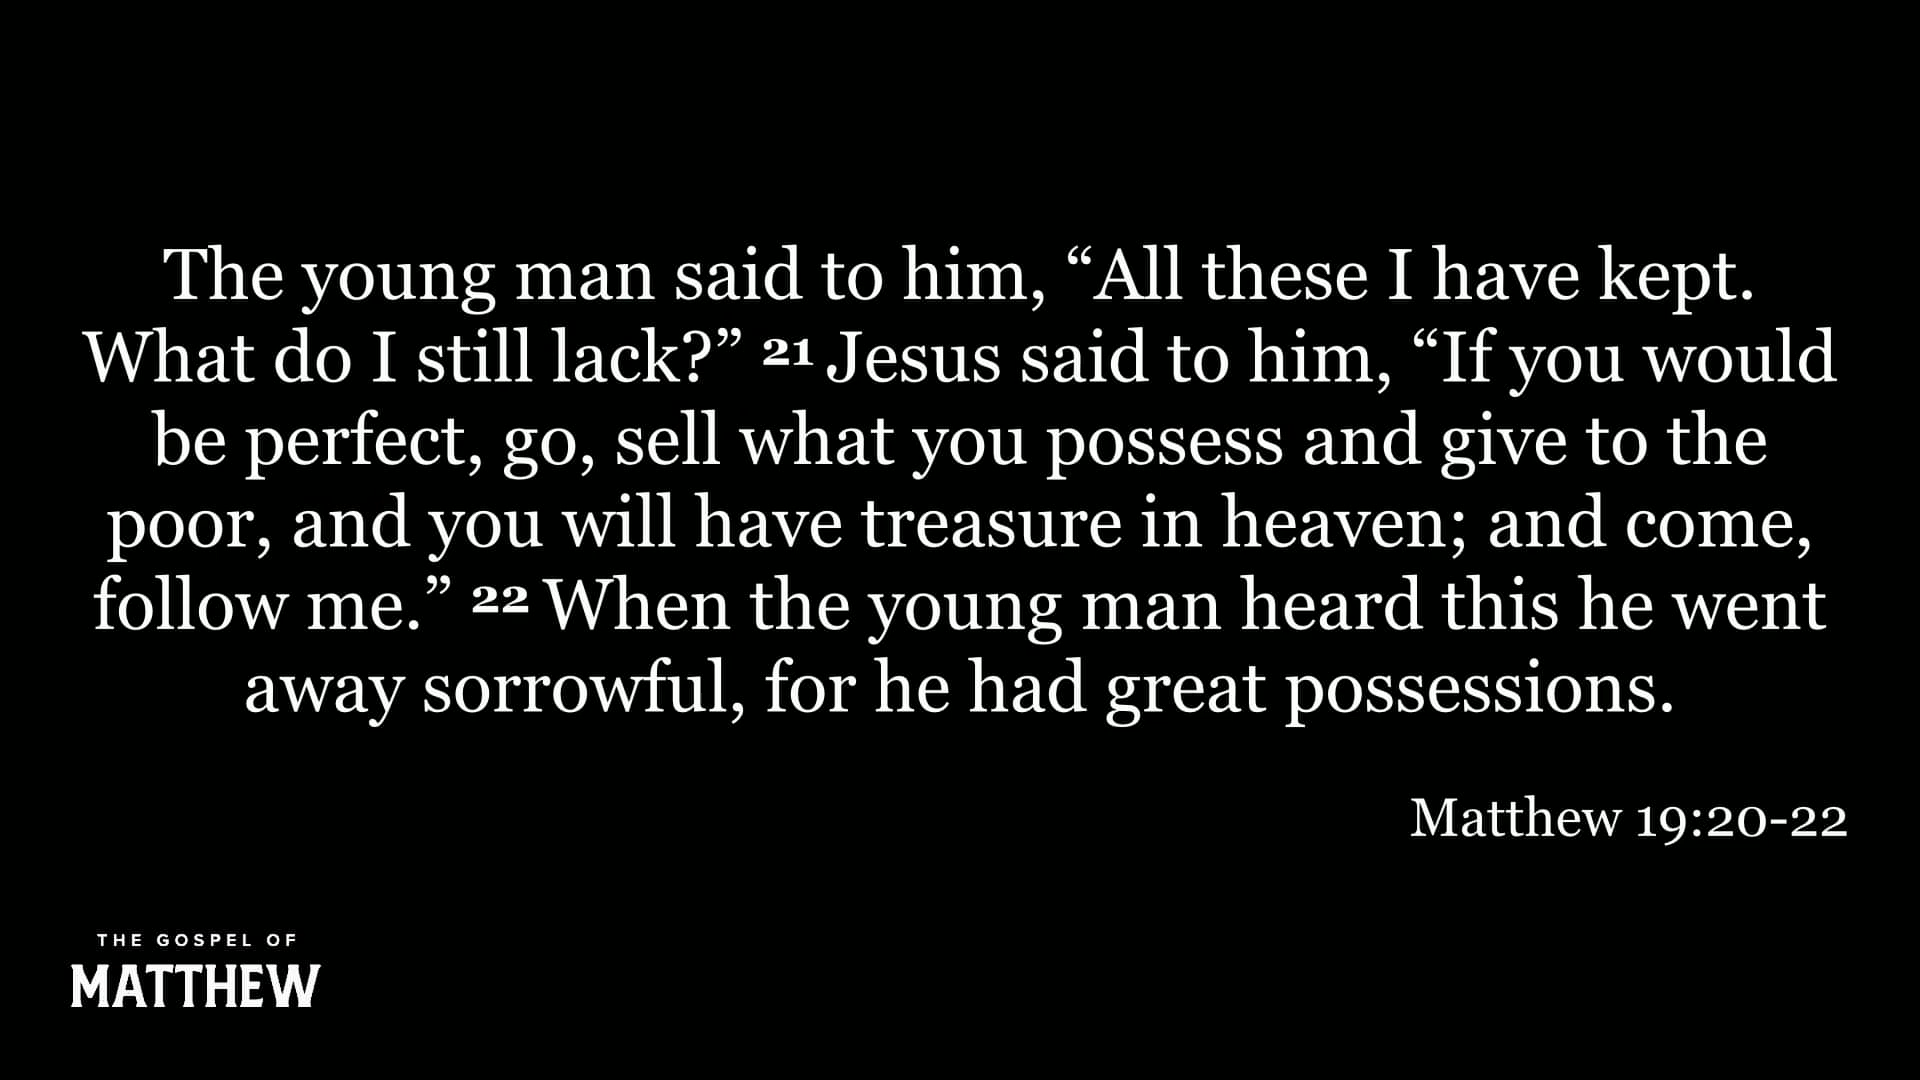 The young man said to him, “All these I have kept.
What do I still lack?” 21 Jesus said to him, “If you would
be perfect, go, sell what you possess and give to the
poor, and you will have treasure in heaven; and come,
follow me.” 22 When the young man heard this he went
away sorrowful, for he had great possessions.
Matthew 19:20-22
THE GOSPEL OF
MATTHEW